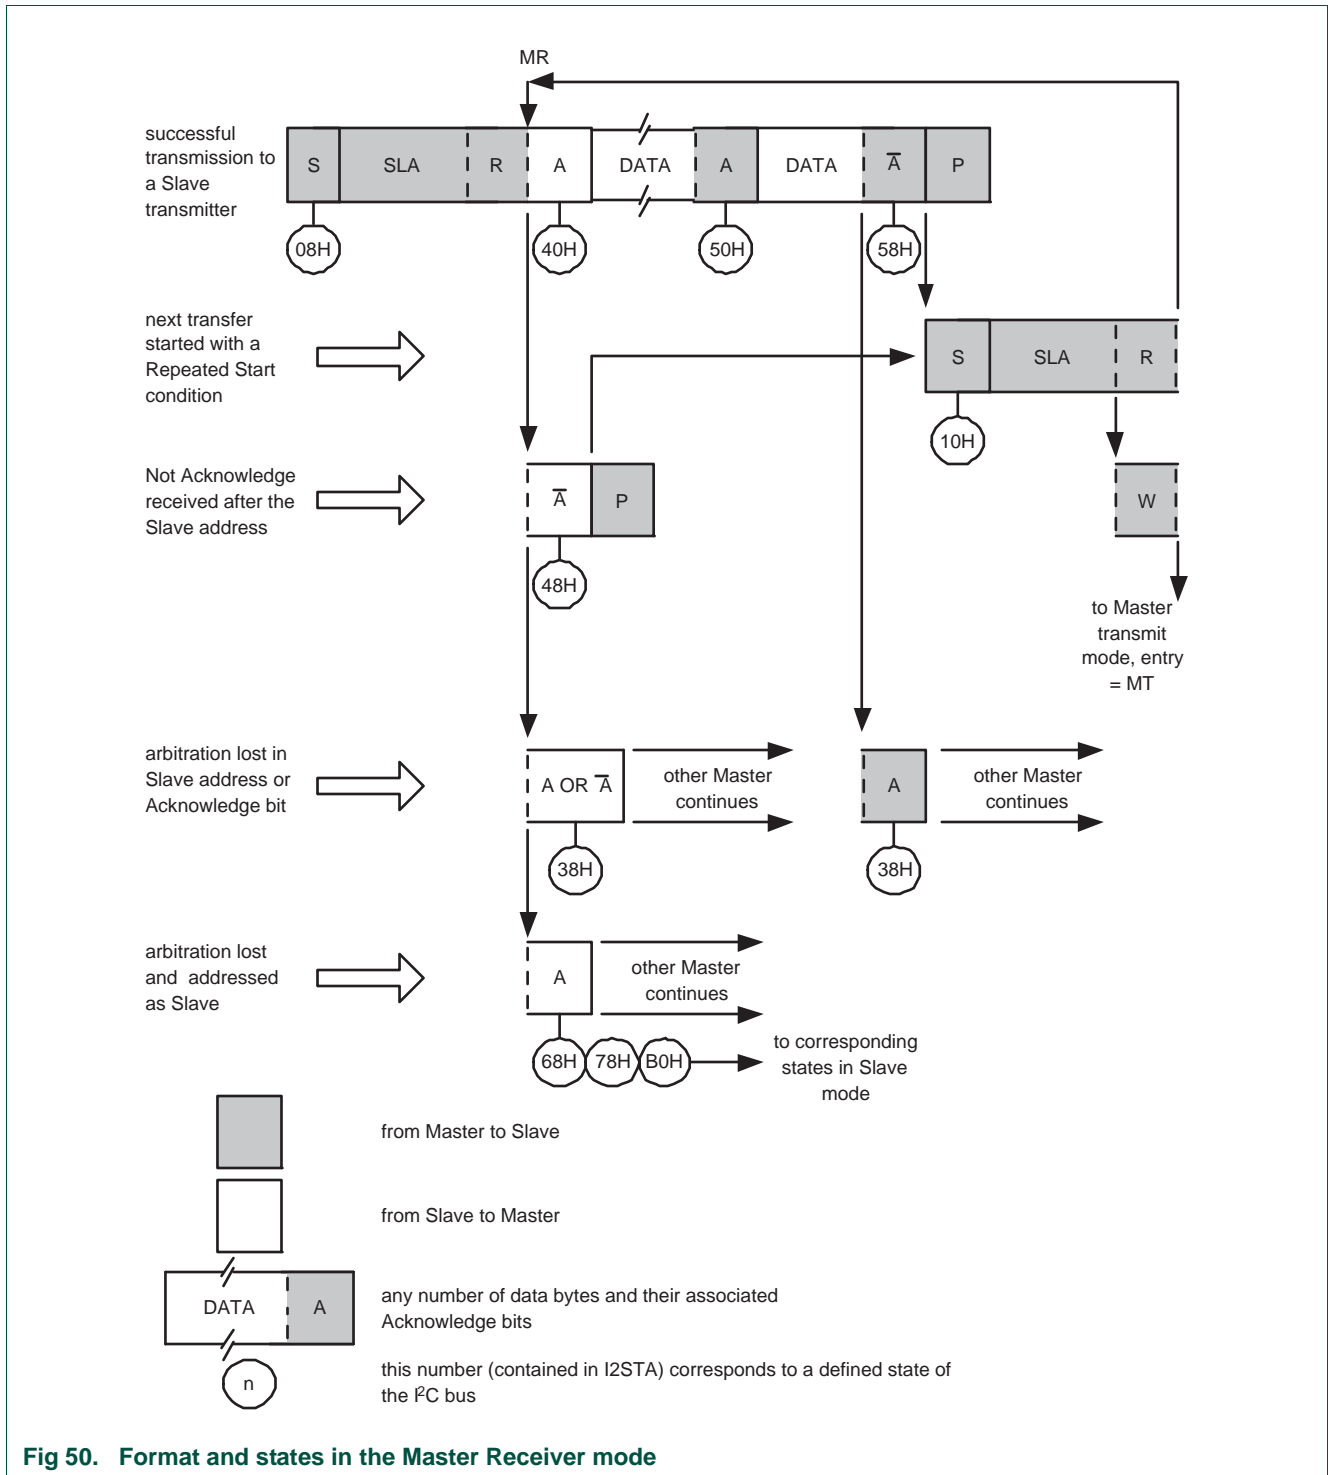 MR
successful
transmission to
a Slave
transmitter
S SLA R A DATA A DATA A̅ P
08H 40H 50H 58H
next transfer
started with a
Repeated Start
condition
S SLA R
10H
Not Acknowledge
received after the
Slave address
A̅ P
W
48H
to Master
transmit
mode, entry
= MT
arbitration lost in
Slave address or
Acknowledge bit
A OR A̅
other Master
continues
A
other Master
continues
38H 38H
arbitration lost
and addressed
as Slave
A
other Master
continues
68H 78H B0H
to corresponding
states in Slave
mode
from Master to Slave
from Slave to Master
DATA A
any number of data bytes and their associated
Acknowledge bits
n
this number (contained in I2STA) corresponds to a defined state of
the I²C bus
Fig 50. Format and states in the Master Receiver mode